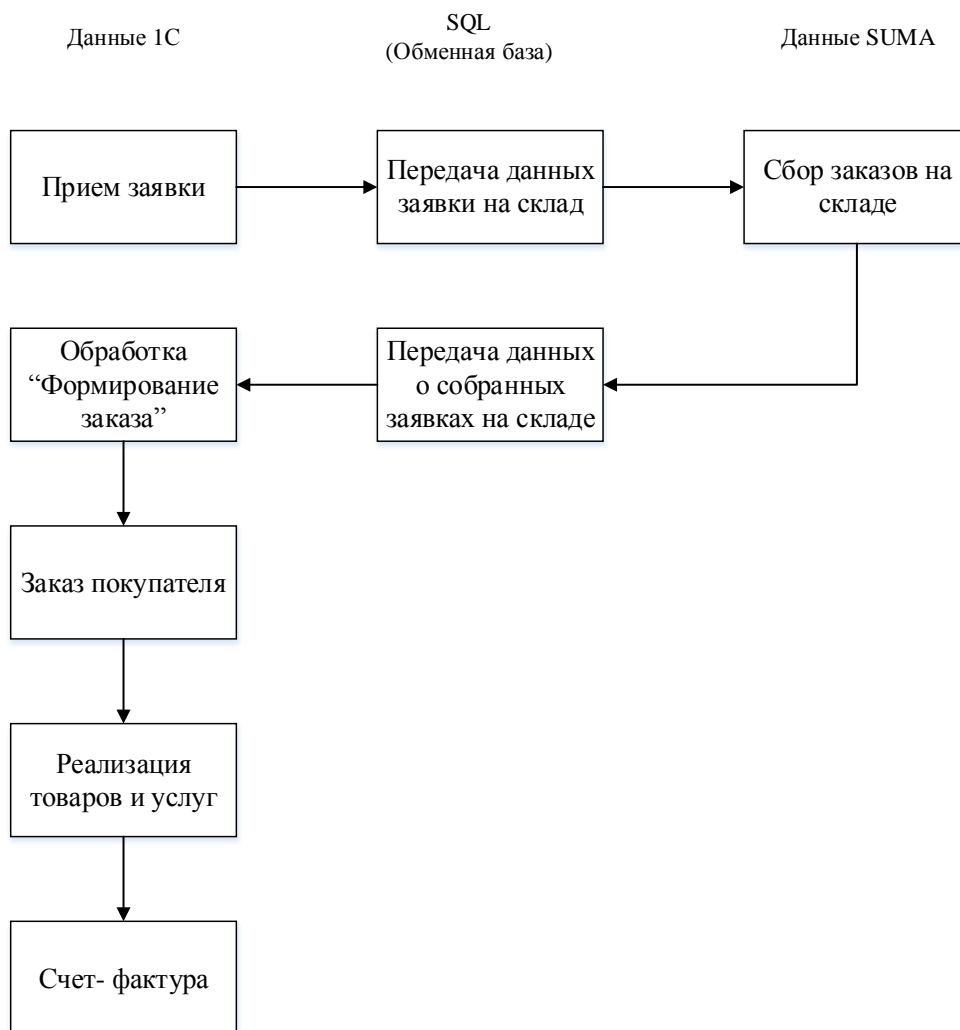 Данные 1С
SQL
(Обменная база)
Данные SUMA
Прием заявки
Передача данных
заявки на склад
Сбор заказов на
складе
Обработка
“Формирование
заказа”
Передача данных
о собранных
заявках на складе
Заказ покупателя
Реализация
товаров и услуг
Счет- фактура